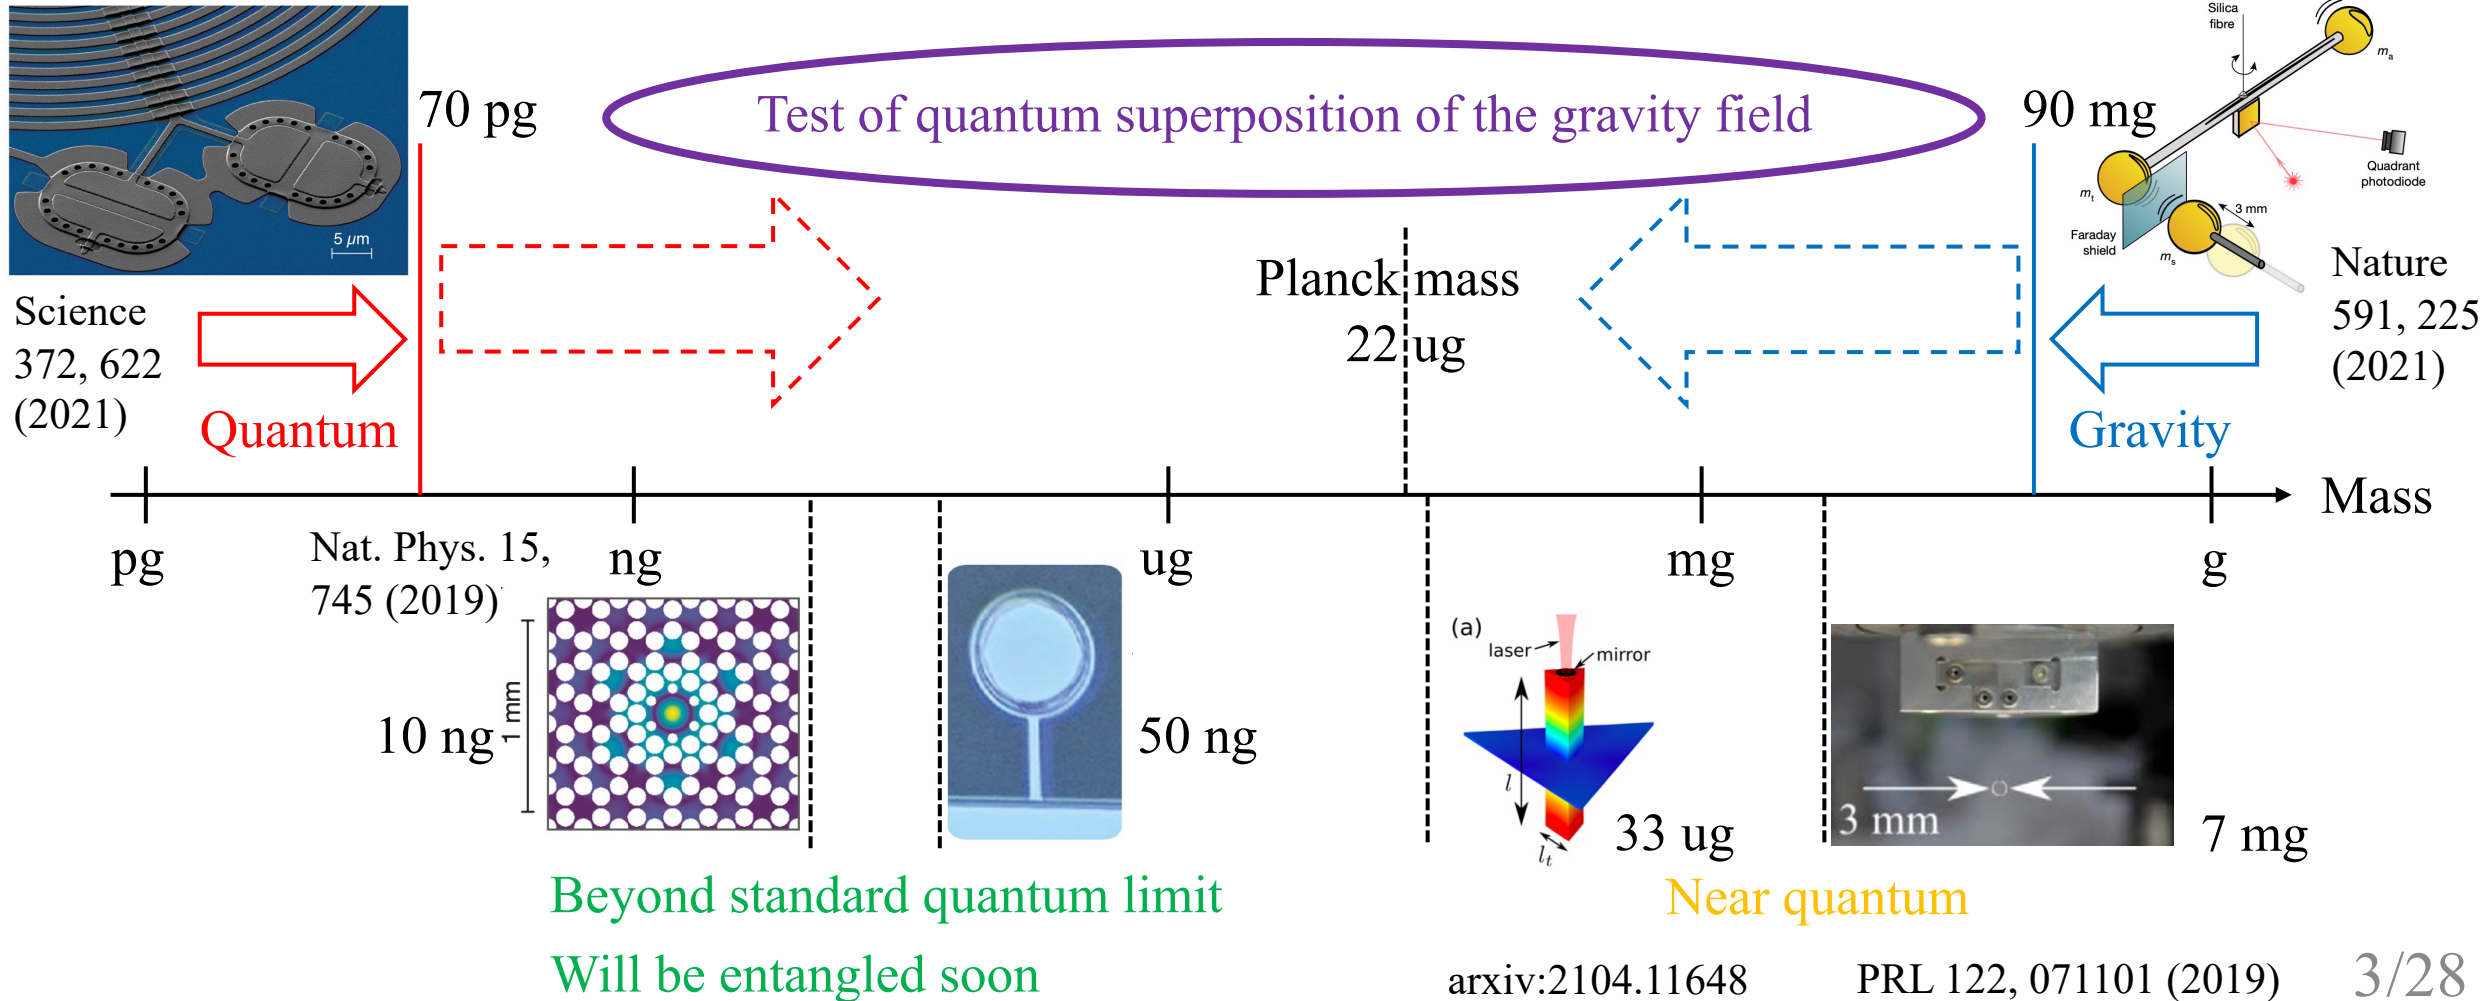 Silica
fibre
mₐ
70 pg
Test of quantum superposition of the gravity field
90 mg
Quadrant
photodiode
mₜ
3 mm
5 μm
Faraday
shield
mₛ
Planck mass
22 ug
Science
372, 622
(2021)
Nature
591, 225
(2021)
Quantum
Gravity
Mass
pg
Nat. Phys. 15,
745 (2019)
ng
ug
mg
g
(a)
laser
mirror
10 ng
1 mm
50 ng
l
lₜ
33 ug
3 mm
7 mg
Beyond standard quantum limit
Near quantum
Will be entangled soon
arxiv:2104.11648
PRL 122, 071101 (2019)
3/28